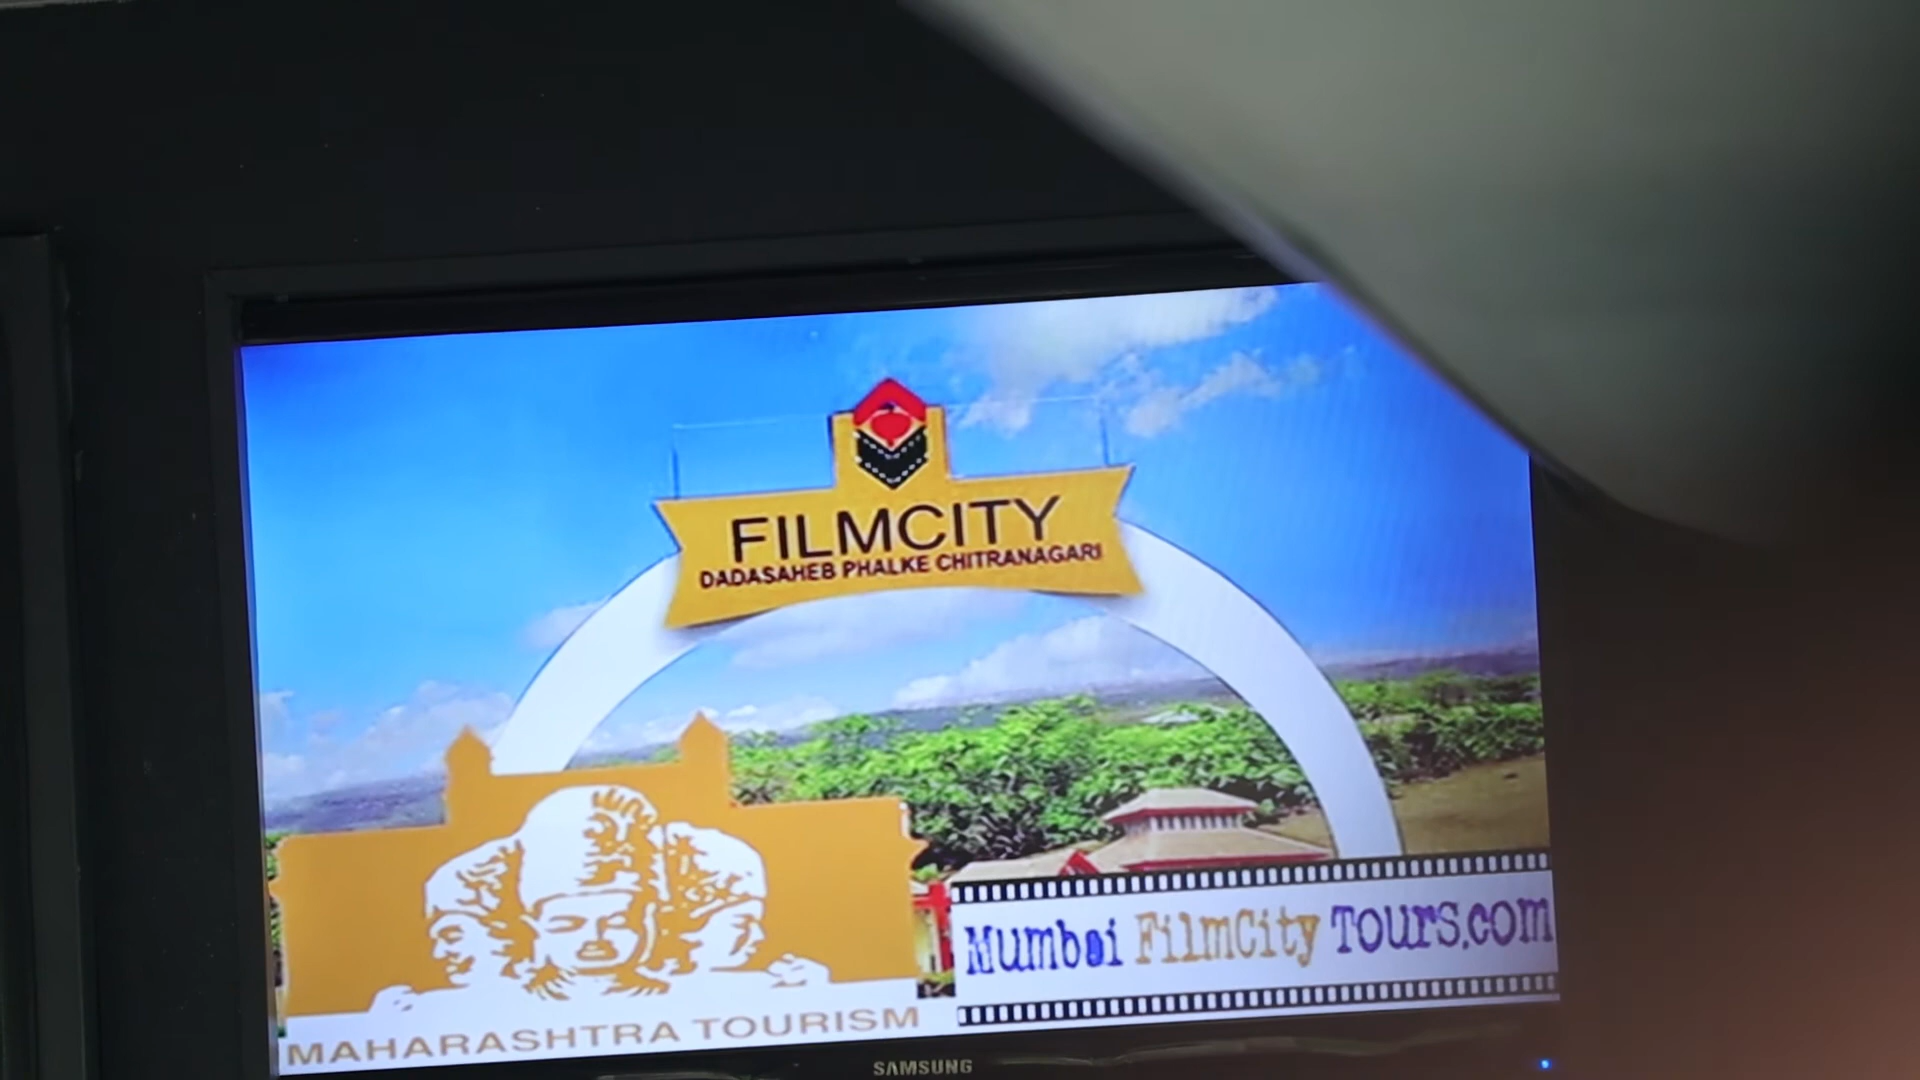 FILMCITY
DADASAHEB PHALKE CHITRANAGARI
Mumbai FilmCity Tours.com
MAHARASHTRA TOURISM
SAMSUNG